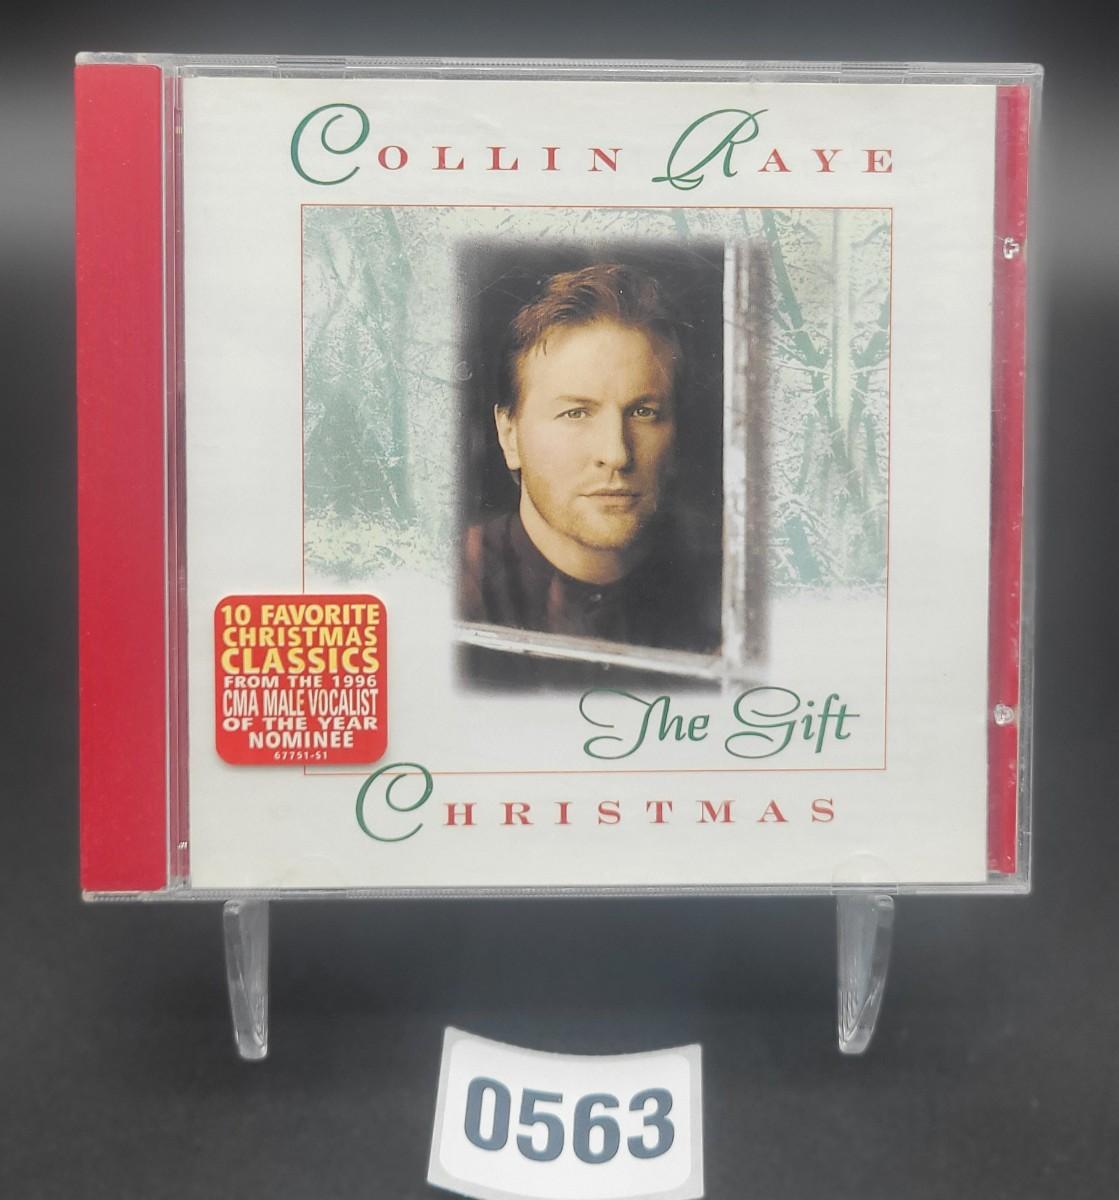 COLLIN RAYE
10 FAVORITE
CHRISTMAS
CLASSICS
FROM THE 1996
CMA MALE VOCALIST
OF THE YEAR
NOMINEE
67751-S1
The Gift
CHRISTMAS
0563